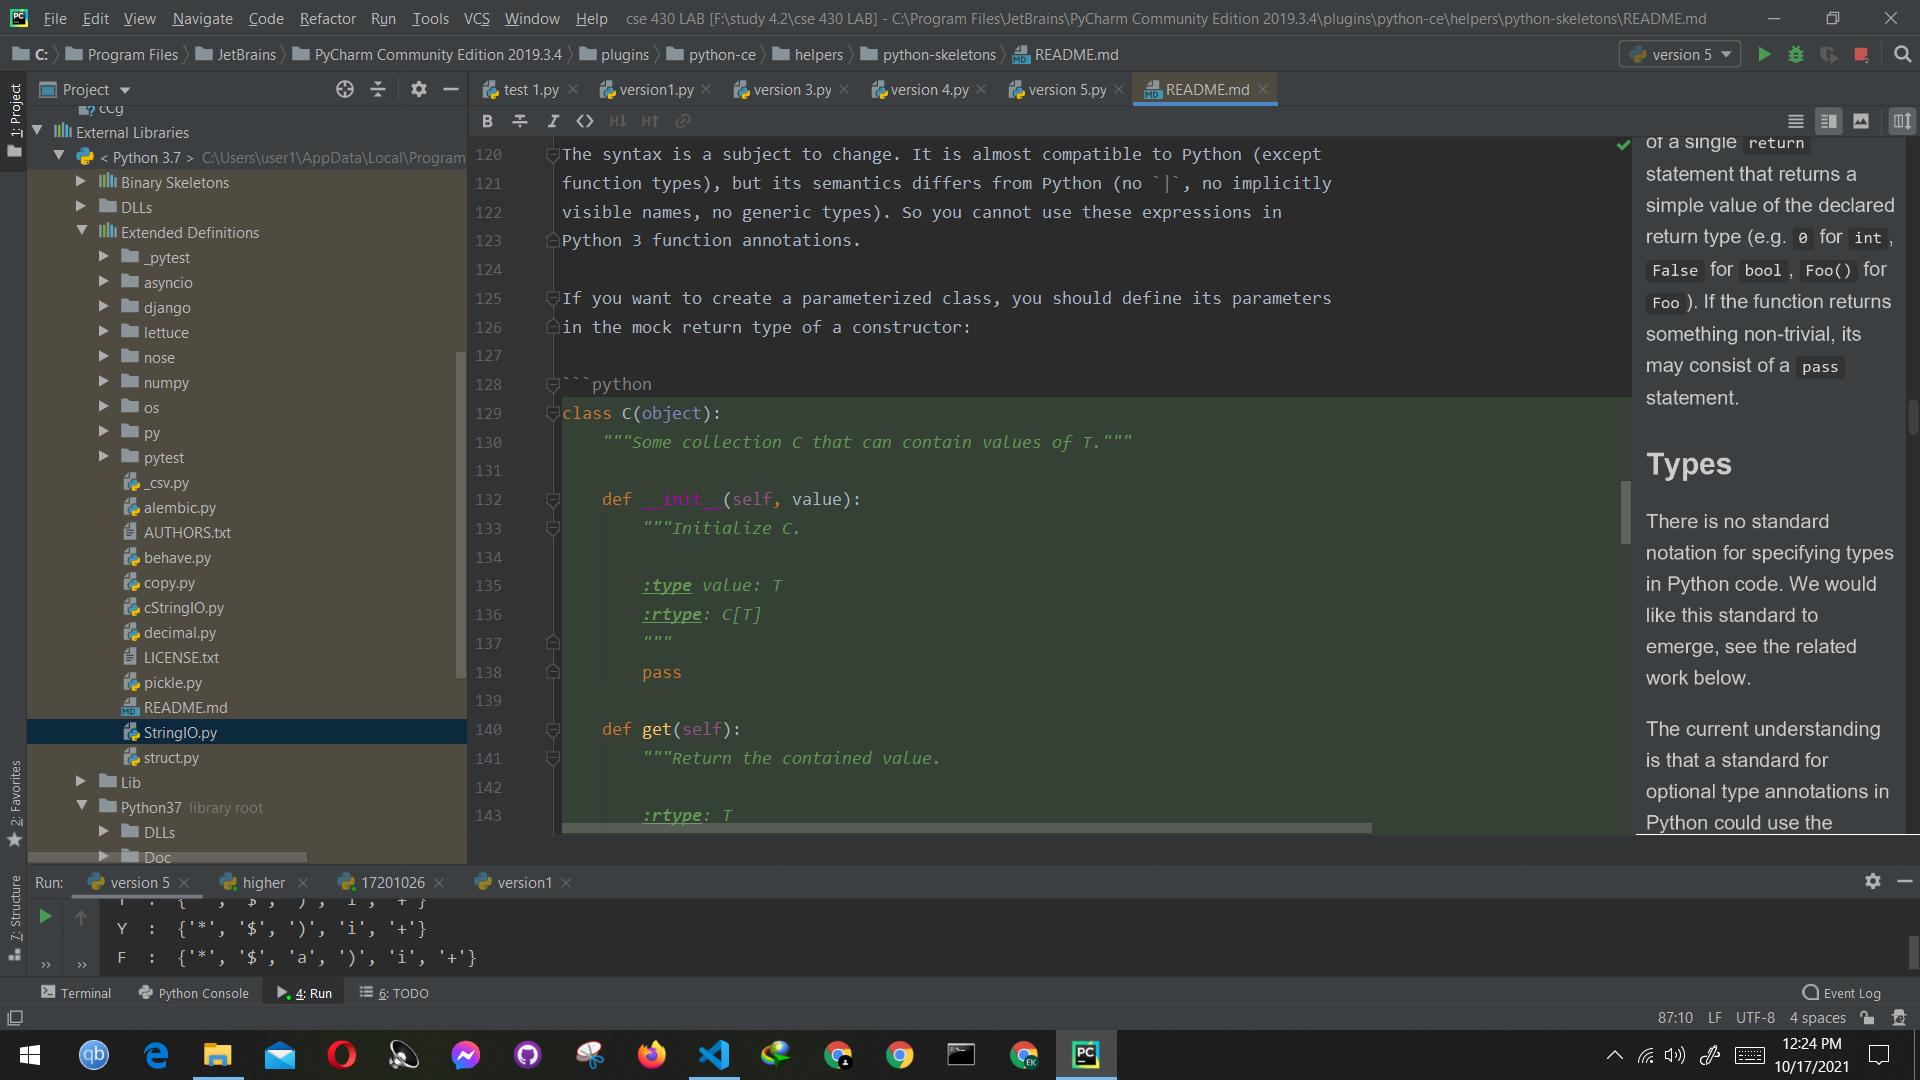 File Edit View Navigate Code Refactor Run Tools VCS Window Help cse 430 LAB [F:\study 4.2\cse 430 LAB] - C:\Program Files\JetBrains\PyCharm Community Edition 2019.3.4\plugins\python-ce\helpers\python-skeletons\README.md
C: Program Files JetBrains PyCharm Community Edition 2019.3.4 plugins python-ce helpers python-skeletons README.md version 5
1: Project
Project
External Libraries
< Python 3.7 > C:\Users\user1\AppData\Local\Program
Binary Skeletons
DLLs
Extended Definitions
_pytest
asyncio
django
lettuce
nose
numpy
os
py
pytest
_csv.py
alembic.py
AUTHORS.txt
behave.py
copy.py
cStringIO.py
decimal.py
LICENSE.txt
pickle.py
README.md
StringIO.py
struct.py
Lib
Python37 library root
DLLs
Doc
2: Favorites
7: Structure
test 1.py version1.py version 3.py version 4.py version 5.py README.md
B I <> H↓ H↑
120 The syntax is a subject to change. It is almost compatible to Python (except
121 function types), but its semantics differs from Python (no `|`, no implicitly
122 visible names, no generic types). So you cannot use these expressions in
123 Python 3 function annotations.
124
125 If you want to create a parameterized class, you should define its parameters
126 in the mock return type of a constructor:
127
128 ```python
129 class C(object):
130 """Some collection C that can contain values of T."""
131
132 def __init__(self, value):
133 """Initialize C.
134
135 :type value: T
136 :rtype: C[T]
137 """
138 pass
139
140 def get(self):
141 """Return the contained value.
142
143 :rtype: T
of a single return
statement that returns a
simple value of the declared
return type (e.g. 0 for int,
False for bool, Foo() for
Foo). If the function returns
something non-trivial, its
may consist of a pass
statement.
Types
There is no standard
notation for specifying types
in Python code. We would
like this standard to
emerge, see the related
work below.
The current understanding
is that a standard for
optional type annotations in
Python could use the
Run: version 5 higher 17201026 version1
Y : {'*', '$', ')', 'i', '+'}
F : {'*', '$', 'a', ')', 'i', '+'}
Terminal Python Console 4: Run 6: TODO Event Log
87:10 LF UTF-8 4 spaces
12:24 PM
10/17/2021